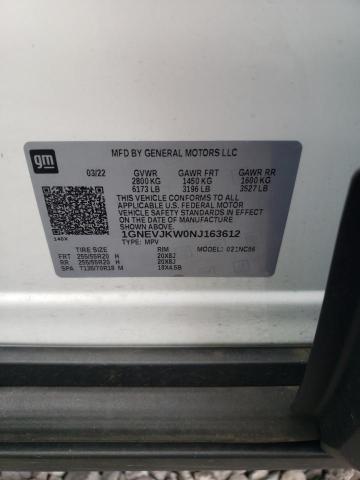 gm
MFD BY GENERAL MOTORS LLC
03/22 GVWR GAWR FRT GAWR RR
2800 KG 1450 KG 1600 KG
6173 LB 3196 LB 3527 LB
THIS VEHICLE CONFORMS TO ALL
APPLICABLE U.S. FEDERAL MOTOR
VEHICLE SAFETY STANDARDS IN
EFFECT ON THE DATE OF MANUFACTURE
SHOWN ABOVE.
1GNEVJKW0NJ163612
TYPE: MPV MODEL: 021NC56
TIRE SIZE RIM
FRT 255/55R20 H 20X8J
RR 255/55R20 H 20X8J
SPA T135/70R18 M 18X4.5B